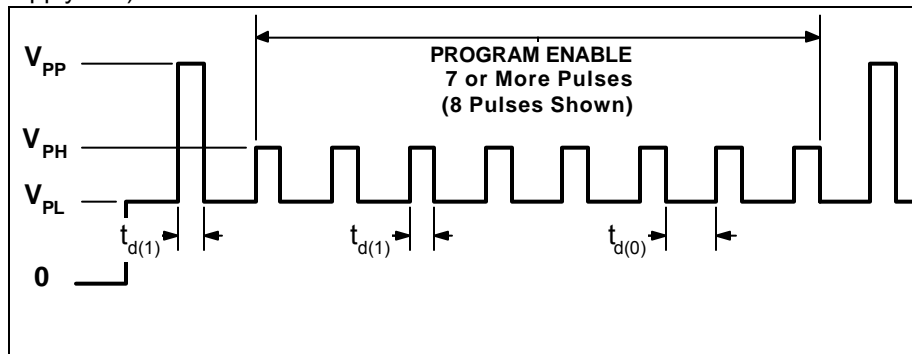 PROGRAM ENABLE
7 or More Pulses
(8 Pulses Shown)
VPP
VPH
VPL
td(1)
td(1)
td(0)
0